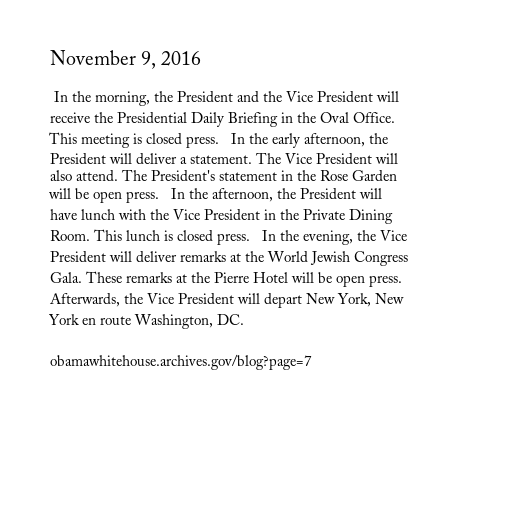 November 9, 2016
In the morning, the President and the Vice President will
receive the Presidential Daily Briefing in the Oval Office.
This meeting is closed press.   In the early afternoon, the
President will deliver a statement. The Vice President will
also attend. The President's statement in the Rose Garden
will be open press.   In the afternoon, the President will
have lunch with the Vice President in the Private Dining
Room. This lunch is closed press.   In the evening, the Vice
President will deliver remarks at the World Jewish Congress
Gala. These remarks at the Pierre Hotel will be open press.
Afterwards, the Vice President will depart New York, New
York en route Washington, DC.
obamawhitehouse.archives.gov/blog?page=7